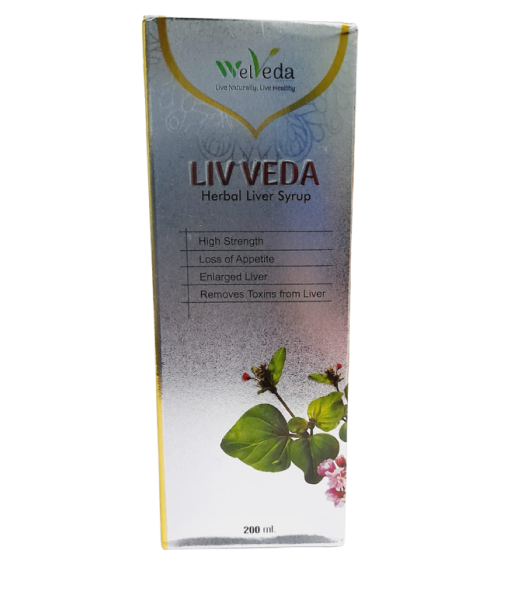 WelVeda
Live Naturally, Live Healthy
LIV VEDA
Herbal Liver Syrup
High Strength
Loss of Appetite
Enlarged Liver
Removes Toxins from Liver
200 ml.